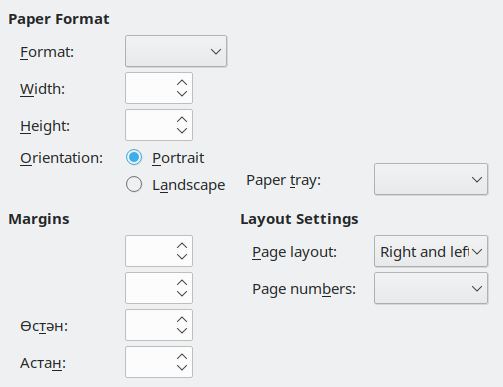 Paper Format
Format:
Width:
Height:
Orientation: Portrait
Landscape
Paper tray:
Margins
Өстән:
Астан:
Layout Settings
Page layout: Right and left
Page numbers: